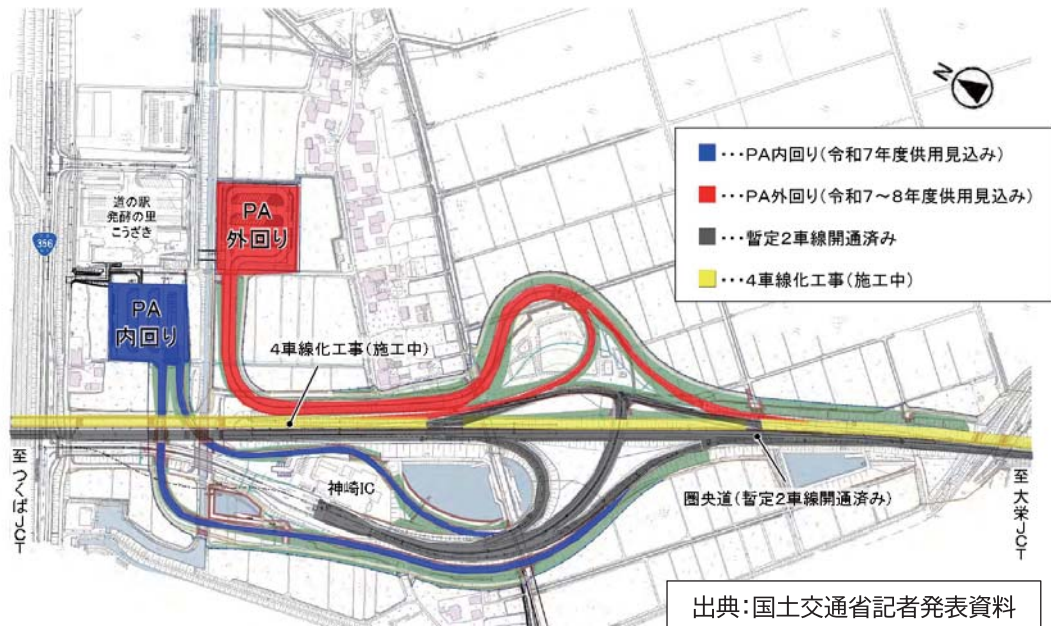 N
■・・・PA内回り(令和7年度供用見込み)
■・・・PA外回り(令和7~8年度供用見込み)
■・・・暫定2車線開通済み
■・・・4車線化工事(施工中)
道の駅
発酵の里
こうざき
PA
外回り
356
PA
内回り
4車線化工事(施工中)
至つくばJCT
神崎IC
圏央道(暫定2車線開通済み)
至大栄JCT
出典:国土交通省記者発表資料